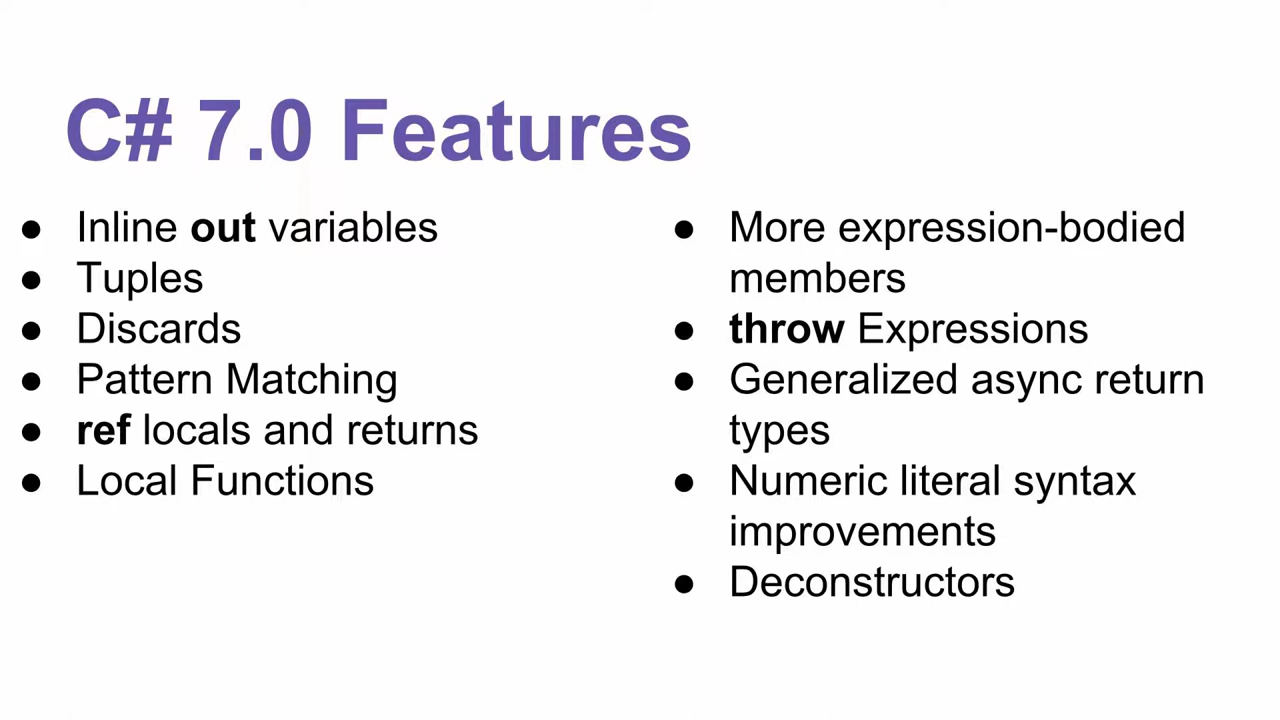 C# 7.0 Features
● Inline out variables
● Tuples
● Discards
● Pattern Matching
● ref locals and returns
● Local Functions
● More expression-bodied
members
● throw Expressions
● Generalized async return
types
● Numeric literal syntax
improvements
● Deconstructors